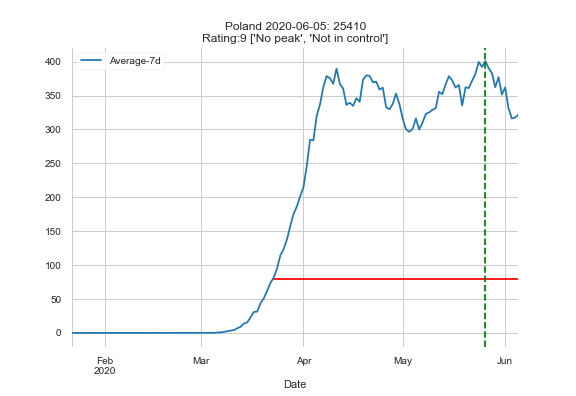 Poland 2020-06-05: 25410
Rating:9 ['No peak', 'Not in control']
Average-7d
400
350
300
250
200
150
100
50
0
Feb
2020
Mar
Apr
May
Jun
Date